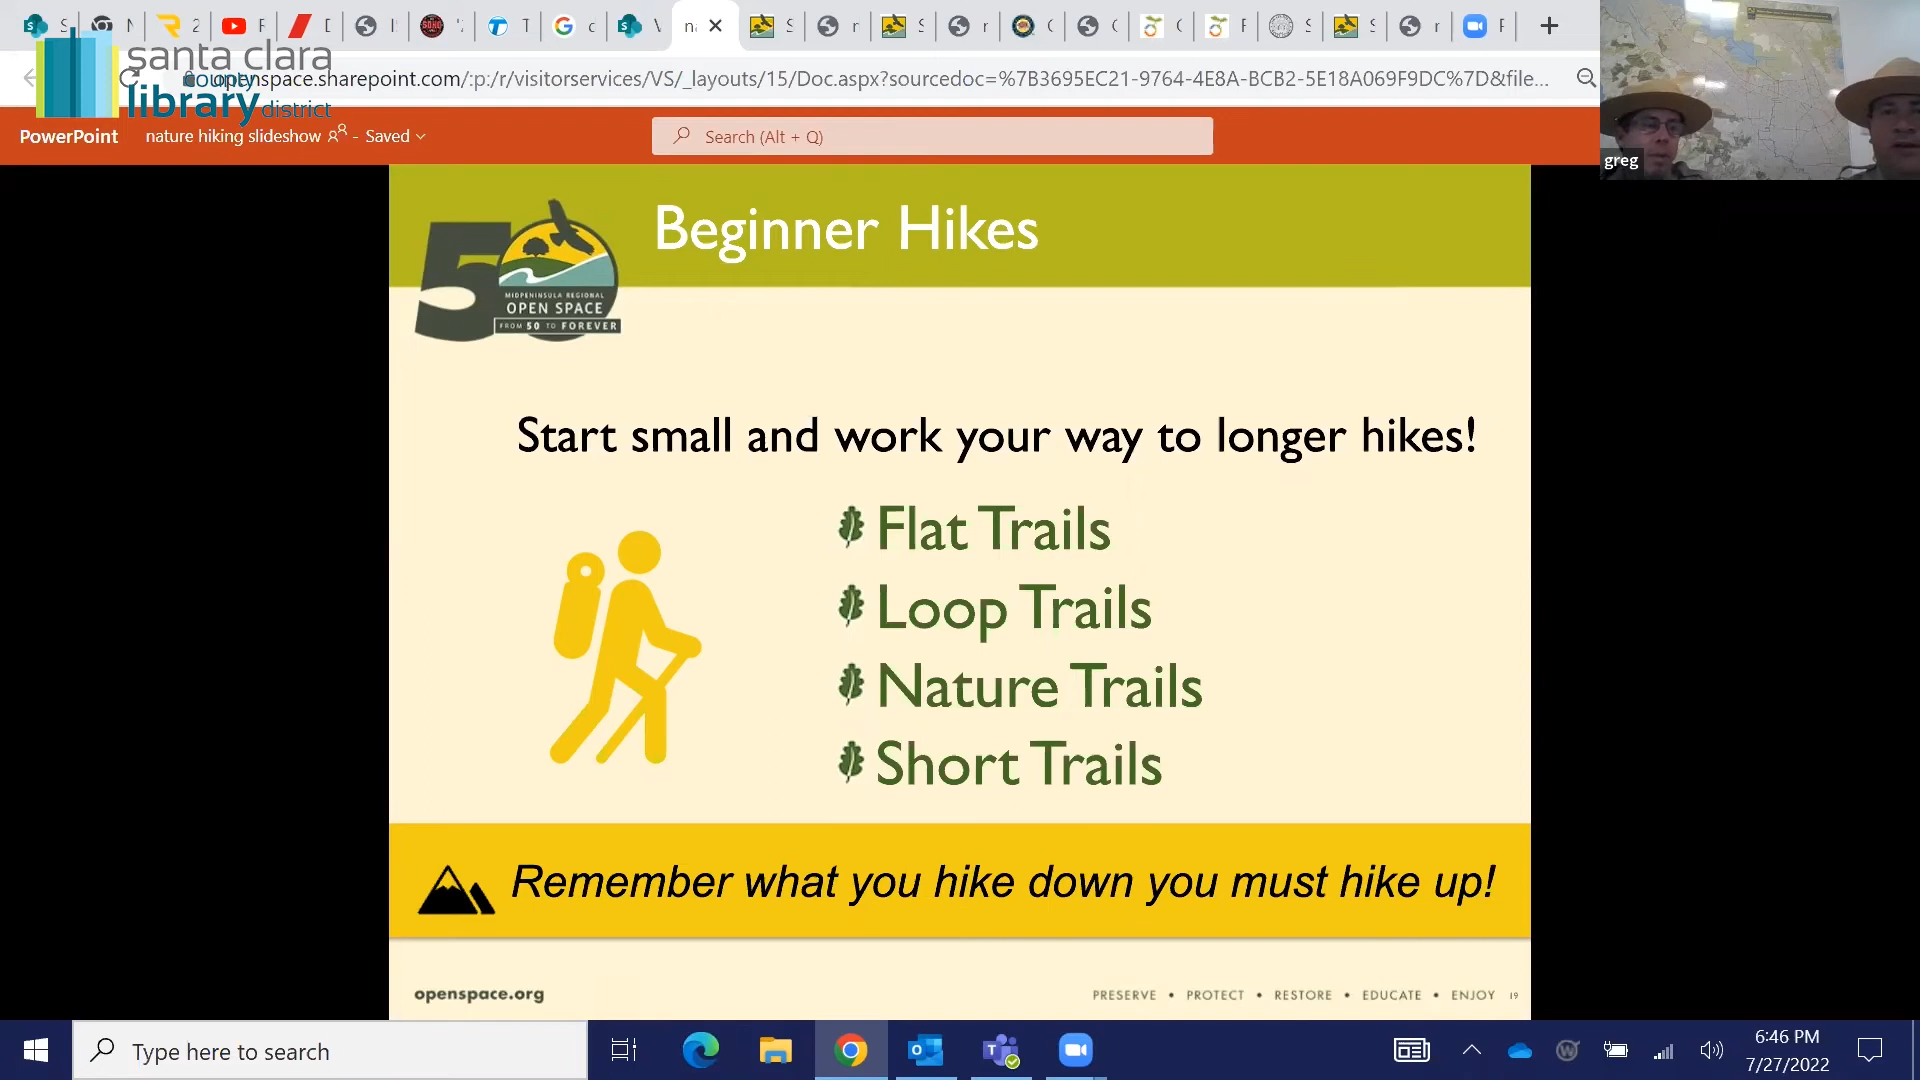 santa clara
county
library district
openspace.sharepoint.com/:p:/r/visitorservices/VS/_layouts/15/Doc.aspx?sourcedoc=%7B3695EC21-9764-4E8A-BCB2-5E18A069F9DC%7D&file...
PowerPoint
nature hiking slideshow - Saved
Search (Alt + Q)
greg
50
MIDPENINSULA REGIONAL
OPEN SPACE
FROM 50 TO FOREVER
Beginner Hikes
Start small and work your way to longer hikes!
Flat Trails
Loop Trails
Nature Trails
Short Trails
Remember what you hike down you must hike up!
openspace.org
PRESERVE • PROTECT • RESTORE • EDUCATE • ENJOY 19
Type here to search
6:46 PM
7/27/2022